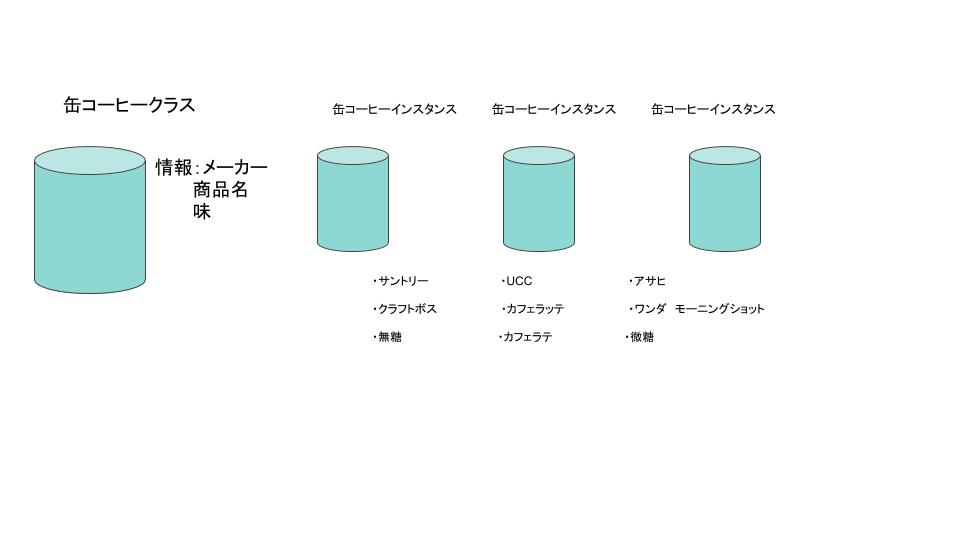 缶コーヒークラス
情報：メーカー
商品名
味
缶コーヒーインスタンス
缶コーヒーインスタンス
缶コーヒーインスタンス
・サントリー
・クラフトボス
・無糖
・UCC
・カフェラッテ
・カフェラテ
・アサヒ
・ワンダ　モーニングショット
・微糖